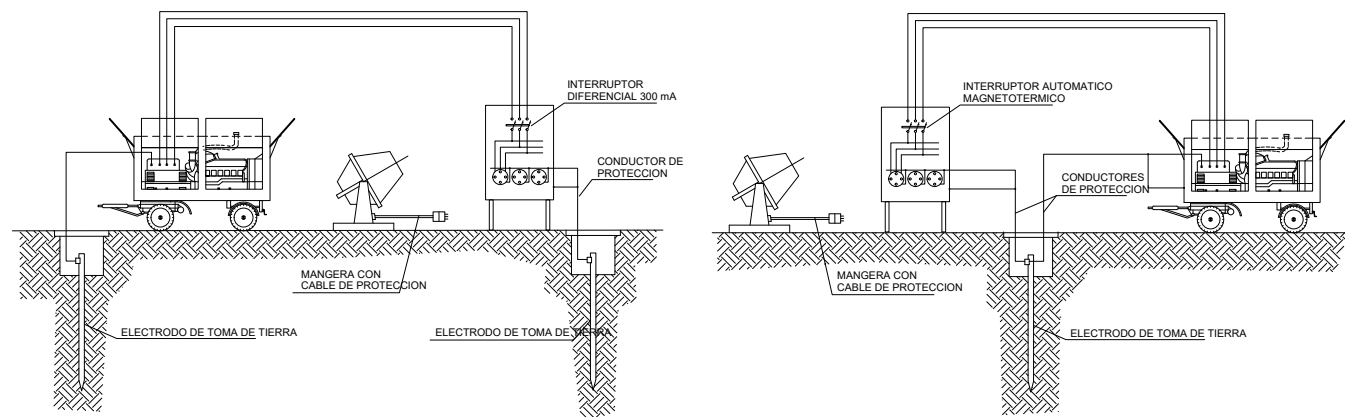 INTERRUPTOR
DIFERENCIAL 300 mA
CONDUCTOR DE
PROTECCION
MANGERA CON
CABLE DE PROTECCION
ELECTRODO DE TOMA DE TIERRA
ELECTRODO DE TOMA DE TIERRA
INTERRUPTOR AUTOMATICO
MAGNETOTERMICO
CONDUCTORES
DE PROTECCION
MANGERA CON
CABLE DE PROTECCION
ELECTRODO DE TOMA DE TIERRA